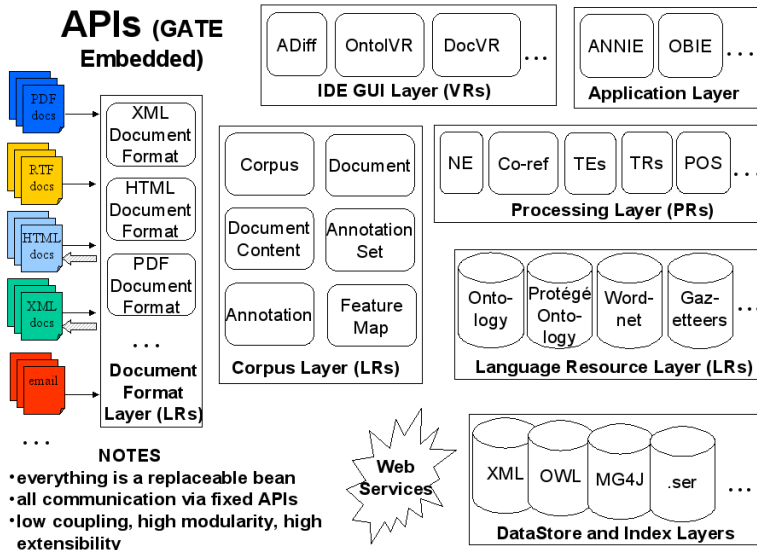 APIs (GATE
Embedded)
ADiff
OntolVR
DocVR
...
IDE GUI Layer (VRs)
ANNIE
OBIE
...
Application Layer
PDF
docs
RTF
docs
HTML
docs
XML
docs
email
...
XML
Document
Format
HTML
Document
Format
PDF
Document
Format
...
Document
Format
Layer (LRs)
Corpus
Document
Document
Content
Annotation
Set
Annotation
Feature
Map
Corpus Layer (LRs)
NE
Co-ref
TEs
TRs
POS
...
Processing Layer (PRs)
Onto-
logy
Protégé
Onto-
logy
Word-
net
Gaz-
etteers
...
Language Resource Layer (LRs)
NOTES
•everything is a replaceable bean
•all communication via fixed APIs
•low coupling, high modularity, high
extensibility
Web
Services
XML
OWL
MG4J
.ser
...
DataStore and Index Layers